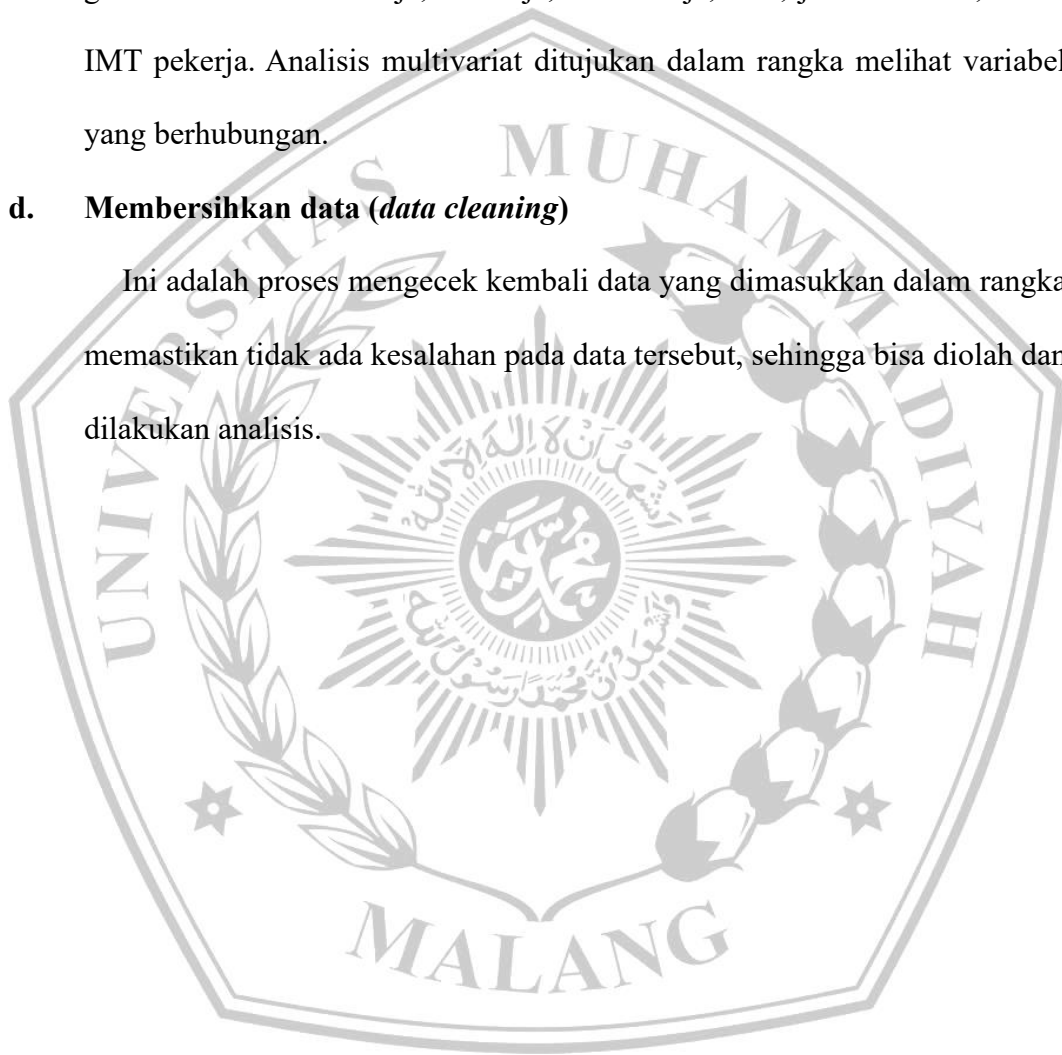 IMT pekerja. Analisis multivariat ditujukan dalam rangka melihat variabel
yang berhubungan.
d. Membersihkan data (data cleaning)
Ini adalah proses mengecek kembali data yang dimasukkan dalam rangka
memastikan tidak ada kesalahan pada data tersebut, sehingga bisa diolah dan
dilakukan analisis.
UNIVERSITAS MUHAMMADIYAH
MALANG